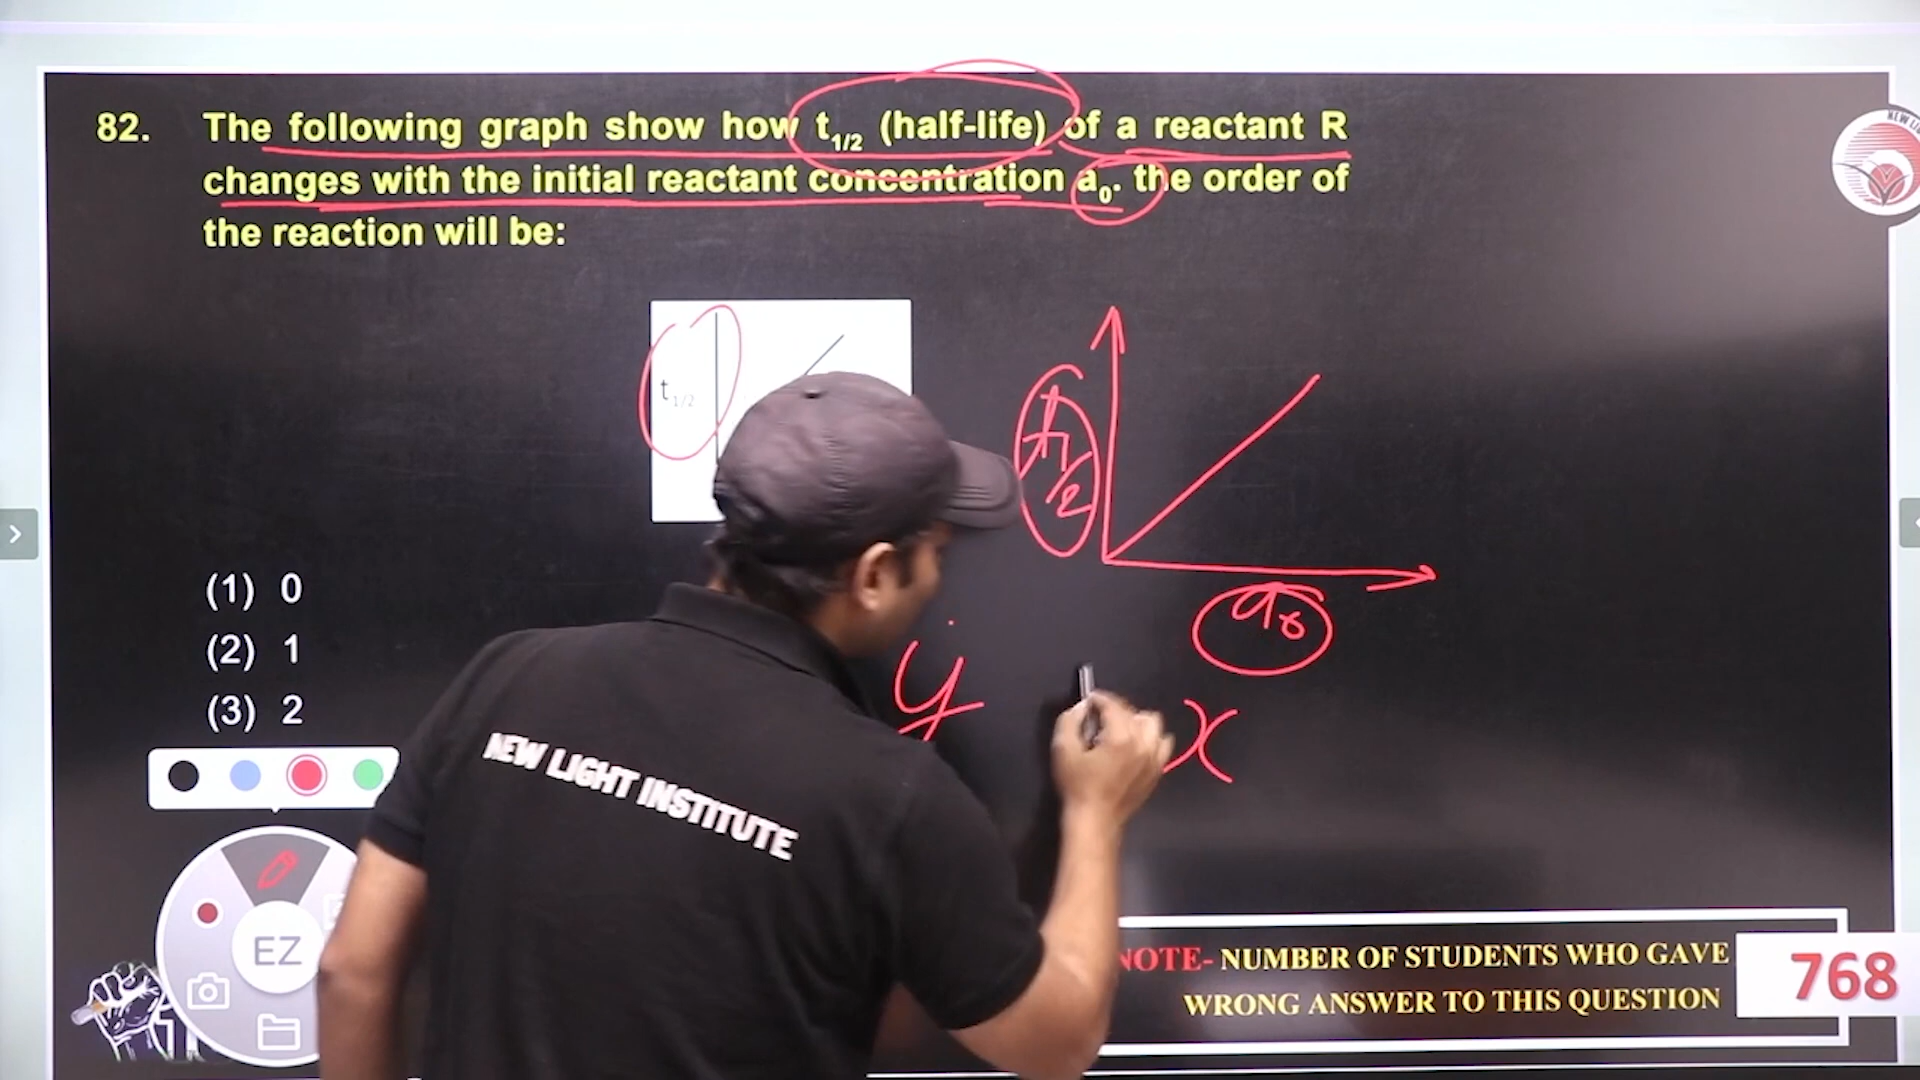 82. The following graph show how t1/2 (half-life) of a reactant R
changes with the initial reactant concentration a0. the order of
the reaction will be:
t1/2
t1/2
a0
(1) 0
(2) 1
(3) 2
y
x
NEW LIGHT INSTITUTE
EZ
NOTE- NUMBER OF STUDENTS WHO GAVE
WRONG ANSWER TO THIS QUESTION
768